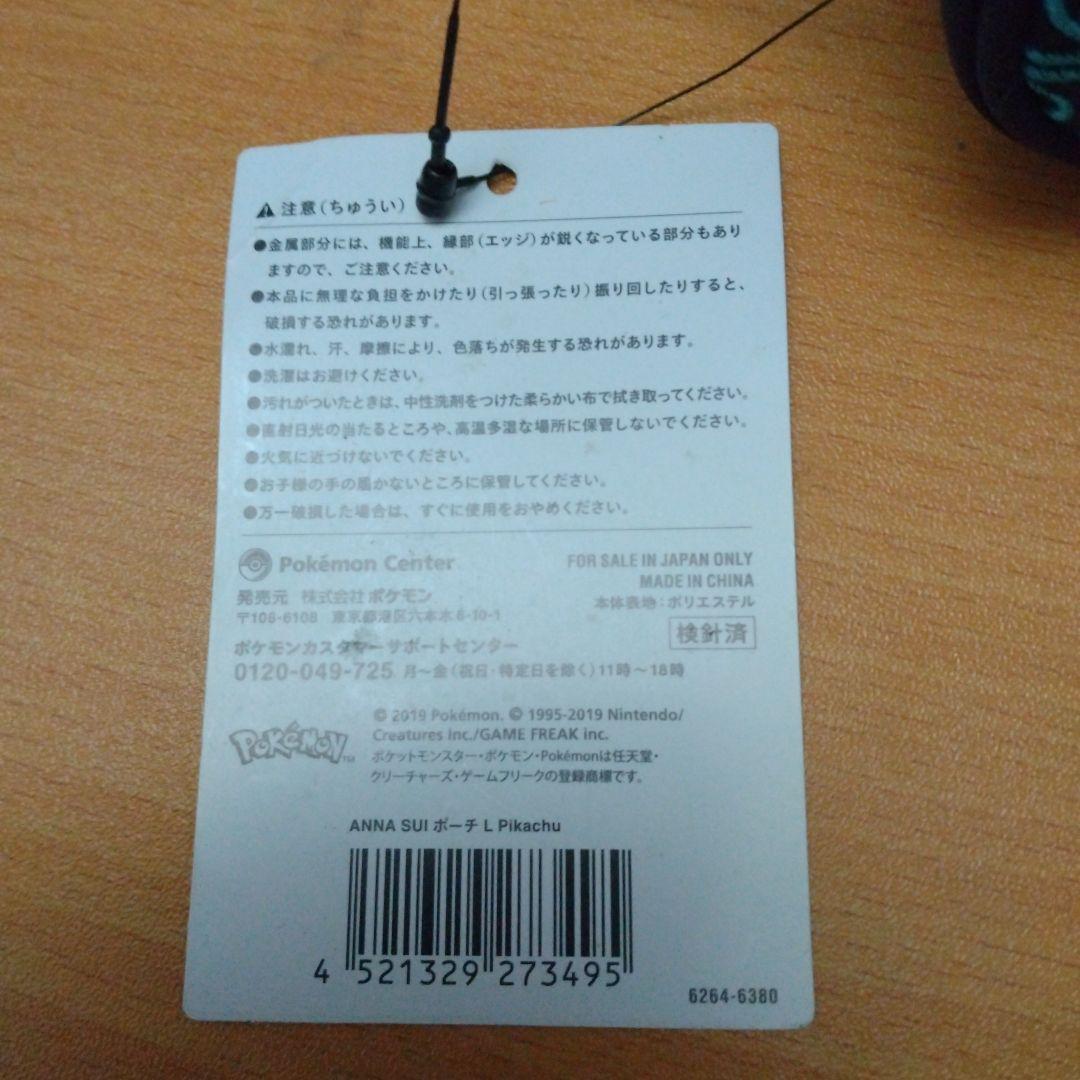 注意(ちゅうい)
●金属部分には、機能上、縁部(エッジ)が鋭くなっている部分もあり
ますので、ご注意ください。
●本品に無理な負担をかけたり(引っ張ったり)振り回したりすると、
破損する恐れがあります。
●水濡れ、汗、摩擦により、色落ちが発生する恐れがあります。
●洗濯はお避けください。
●汚れがついたときは、中性洗剤をつけた柔らかい布で拭き取ってください。
●直射日光の当たるところや、高温多湿な場所に保管しないでください。
●火気に近づけないでください。
●お子様の手の届かないところに保管してください。
●万一破損した場合は、すぐに使用をおやめください。
Pokémon Center
発売元 株式会社ポケモン
〒106-6108 東京都港区六本木6-10-1
ポケモンカスタマーサポートセンター
0120-049-725 月~金(祝日・特定日を除く)11時~18時
FOR SALE IN JAPAN ONLY
MADE IN CHINA
本体表地:ポリエステル
検針済
POKéMON™
© 2019 Pokémon. © 1995-2019 Nintendo/
Creatures Inc./GAME FREAK inc.
ポケットモンスター・ポケモン・Pokémonは任天堂・
クリーチャーズ・ゲームフリークの登録商標です。
ANNA SUI ポーチ L Pikachu
4 521329 273495
6264-6380